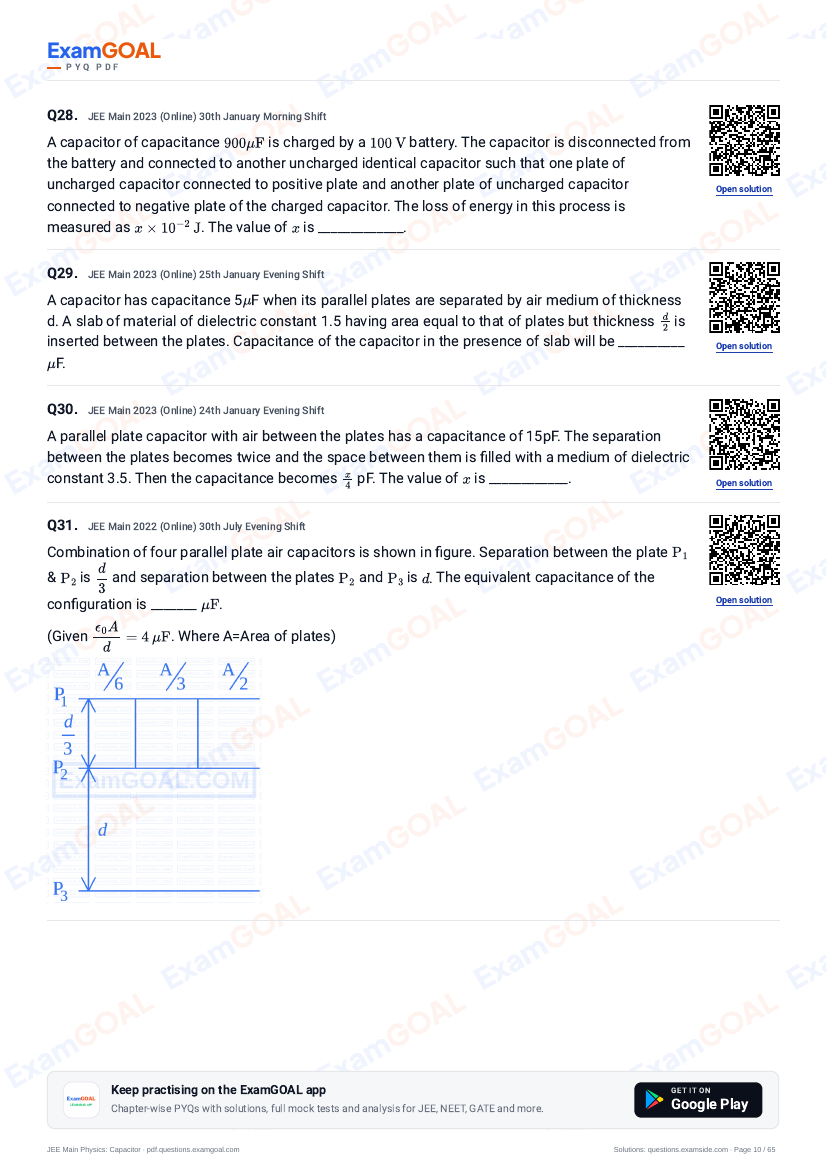 ExamGOAL
PYQ PDF
Q28. JEE Main 2023 (Online) 30th January Morning Shift
A capacitor of capacitance 900μF is charged by a 100 V battery. The capacitor is disconnected from
the battery and connected to another uncharged identical capacitor such that one plate of
uncharged capacitor connected to positive plate and another plate of uncharged capacitor
connected to negative plate of the charged capacitor. The loss of energy in this process is
measured as x × 10⁻² J. The value of x is _____________.
Open solution
Q29. JEE Main 2023 (Online) 25th January Evening Shift
A capacitor has capacitance 5μF when its parallel plates are separated by air medium of thickness
d. A slab of material of dielectric constant 1.5 having area equal to that of plates but thickness d/2 is
inserted between the plates. Capacitance of the capacitor in the presence of slab will be __________
μF.
Open solution
Q30. JEE Main 2023 (Online) 24th January Evening Shift
A parallel plate capacitor with air between the plates has a capacitance of 15pF. The separation
between the plates becomes twice and the space between them is filled with a medium of dielectric
constant 3.5. Then the capacitance becomes x/4 pF. The value of x is ____________.
Open solution
Q31. JEE Main 2022 (Online) 30th July Evening Shift
Combination of four parallel plate air capacitors is shown in figure. Separation between the plate P₁
& P₂ is d/3 and separation between the plates P₂ and P₃ is d. The equivalent capacitance of the
configuration is _______ μF.
(Given ϵ₀A/d = 4 μF. Where A=Area of plates)
Open solution
A/6 A/3 A/2
P₁
d/3
P₂
ExamGOAL.COM
d
P₃
Keep practising on the ExamGOAL app
Chapter-wise PYQs with solutions, full mock tests and analysis for JEE, NEET, GATE and more.
GET IT ON
Google Play
JEE Main Physics: Capacitor · pdf.questions.examgoal.com
Solutions: questions.examside.com · Page 10 / 65